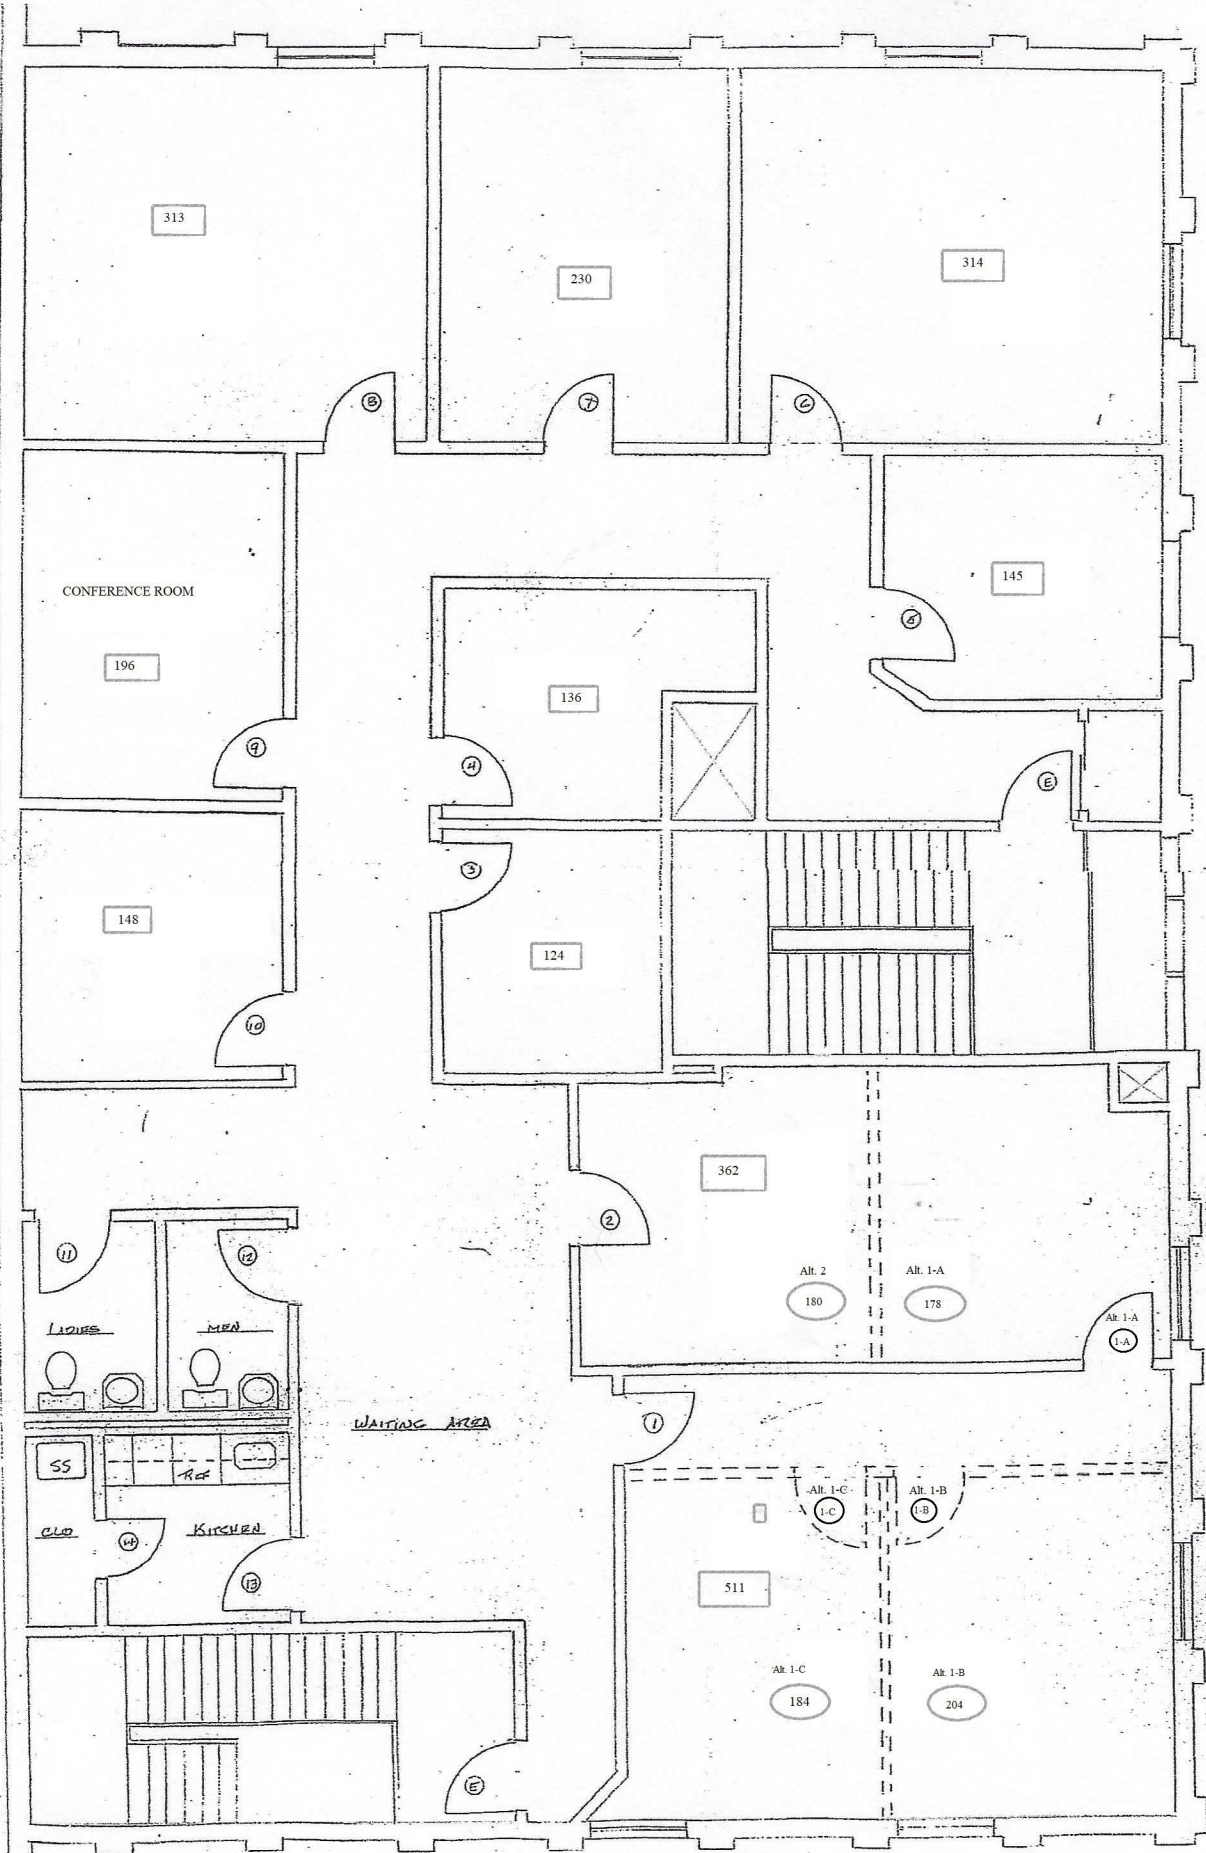 313
230
314
8
7
6
CONFERENCE ROOM
196
145
5
136
9
4
3
E
148
124
10
362
2
11
12
Alt. 2
180
Alt. 1-A
178
LADIES
MEN
Alt. 1-A
1-A
WAITING AREA
1
SS
REF
Alt. 1-C
1-C
Alt. 1-B
1-B
CLO
14
KITCHEN
13
511
Alt. 1-C
184
Alt. 1-B
204
E